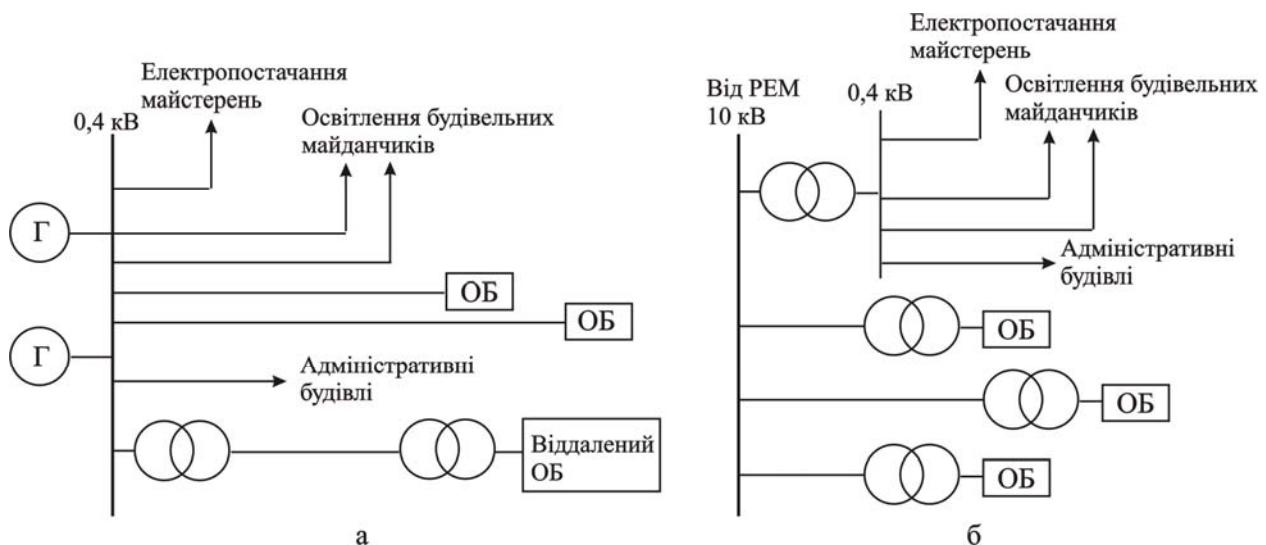 Електропостачання
майстерень
0,4 кВ
Освітлення будівельних
майданчиків
Г
ОБ
ОБ
Г
Адміністративні
будівлі
Віддалений
ОБ
а
Електропостачання
майстерень
Від РЕМ
10 кВ
0,4 кВ
Освітлення будівельних
майданчиків
Адміністративні
будівлі
ОБ
ОБ
ОБ
б